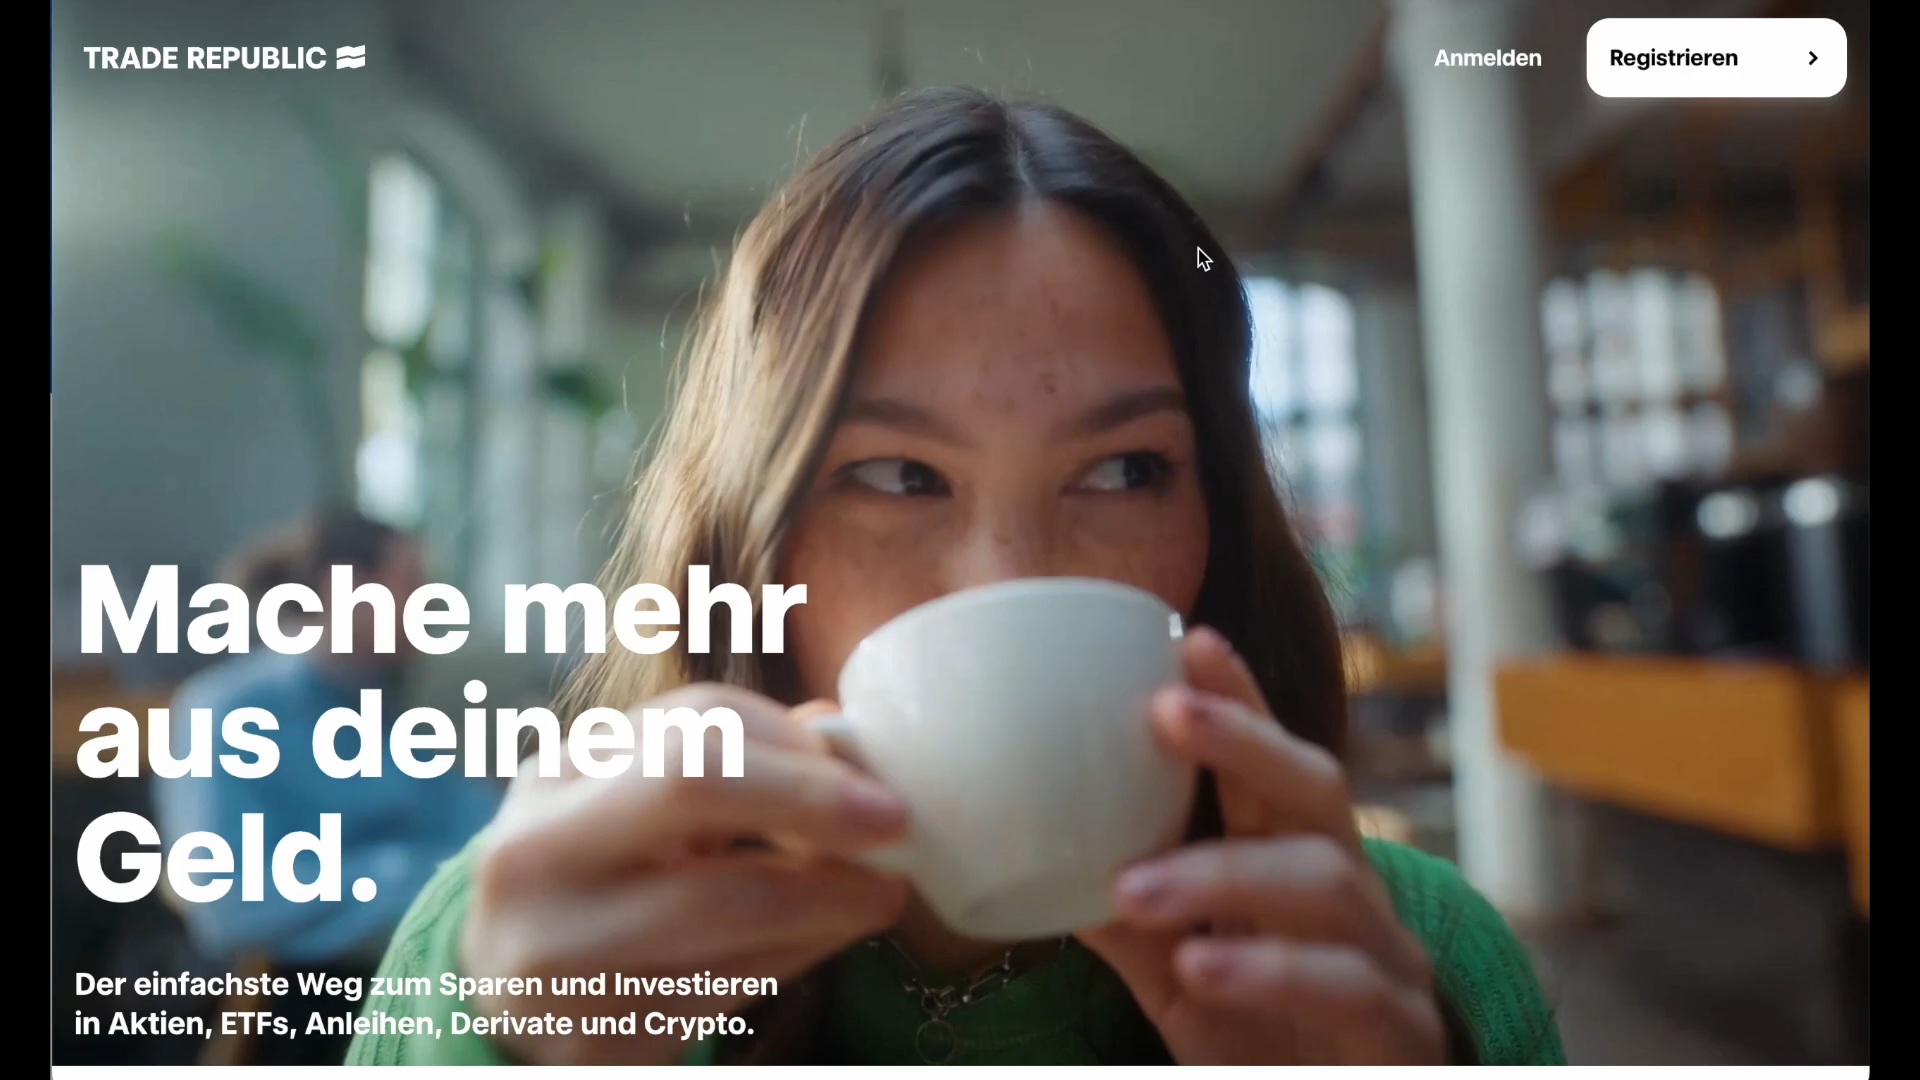 TRADE REPUBLIC
Anmelden
Registrieren
Mache mehr
aus deinem
Geld.
Der einfachste Weg zum Sparen und Investieren
in Aktien, ETFs, Anleihen, Derivate und Crypto.